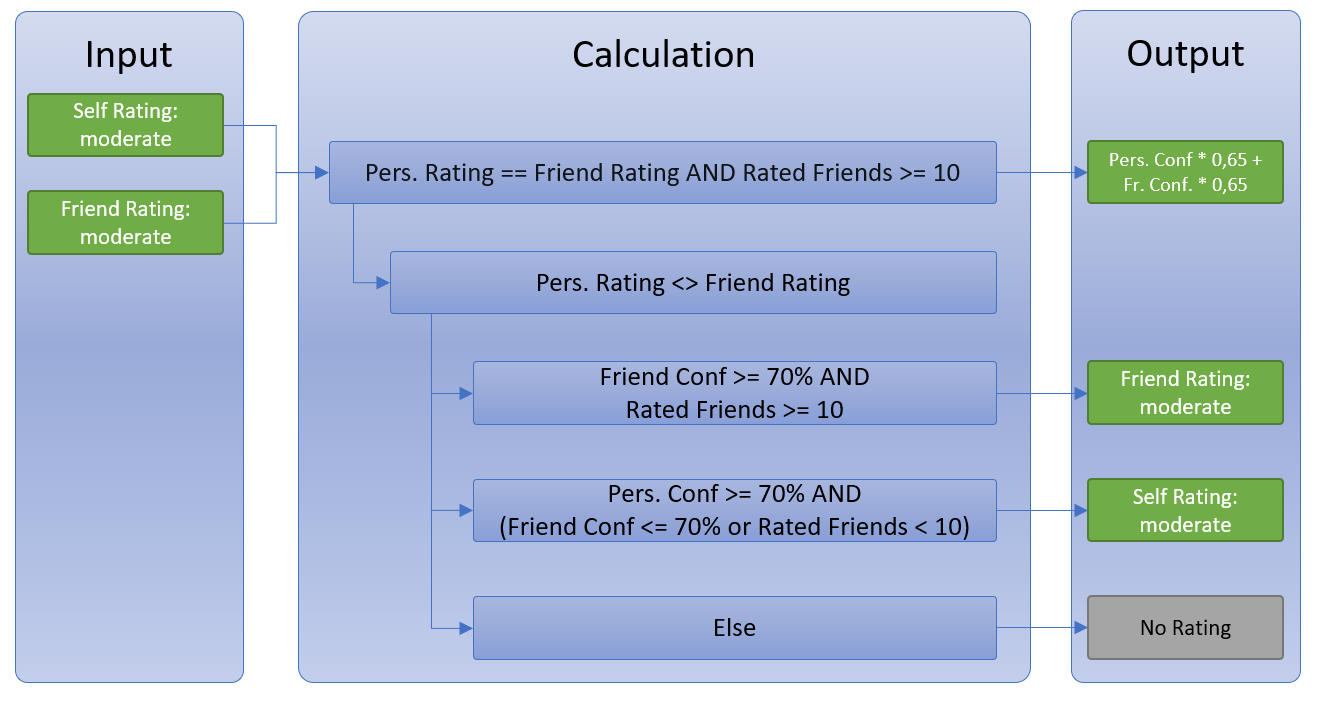 Input
Self Rating:
moderate
Friend Rating:
moderate
Calculation
Pers. Rating == Friend Rating AND Rated Friends >= 10
Pers. Rating <> Friend Rating
Friend Conf >= 70% AND
Rated Friends >= 10
Pers. Conf >= 70% AND
(Friend Conf <= 70% or Rated Friends < 10)
Else
Output
Pers. Conf * 0,65 +
Fr. Conf. * 0,65
Friend Rating:
moderate
Self Rating:
moderate
No Rating